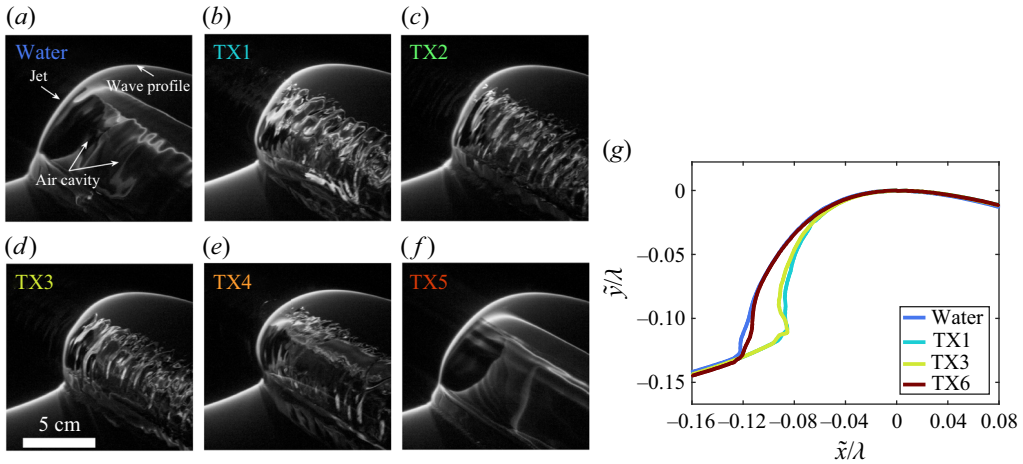 (a)
(b)
(c)
Water
TX1
TX2
Jet
Wave profile
Air cavity
(d)
(e)
(f)
TX3
TX4
TX5
5 cm
(g)
0
−0.05
−0.10
−0.15
ỹ/λ
Water
TX1
TX3
TX6
−0.16 −0.12 −0.08 −0.04 0 0.04 0.08
x̃/λ